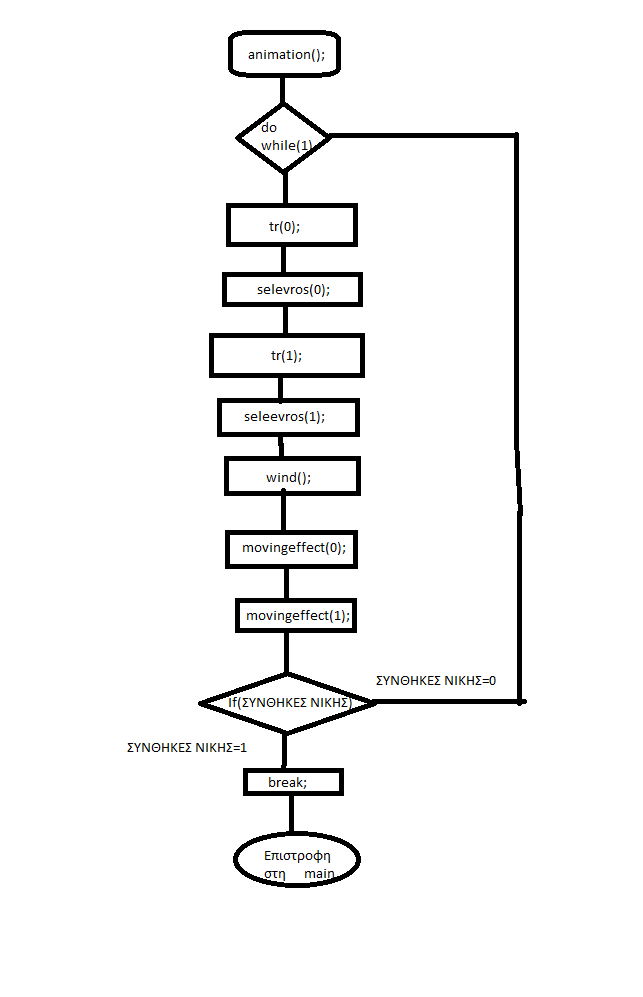 animation();
do
while(1)
tr(0);
selevros(0);
tr(1);
seleevros(1);
wind();
movingeffect(0);
movingeffect(1);
ΣΥΝΘΗΚΕΣ ΝΙΚΗΣ=0
If(ΣΥΝΘΗΚΕΣ ΝΙΚΗΣ)
ΣΥΝΘΗΚΕΣ ΝΙΚΗΣ=1
break;
Επιστροφη
στη main